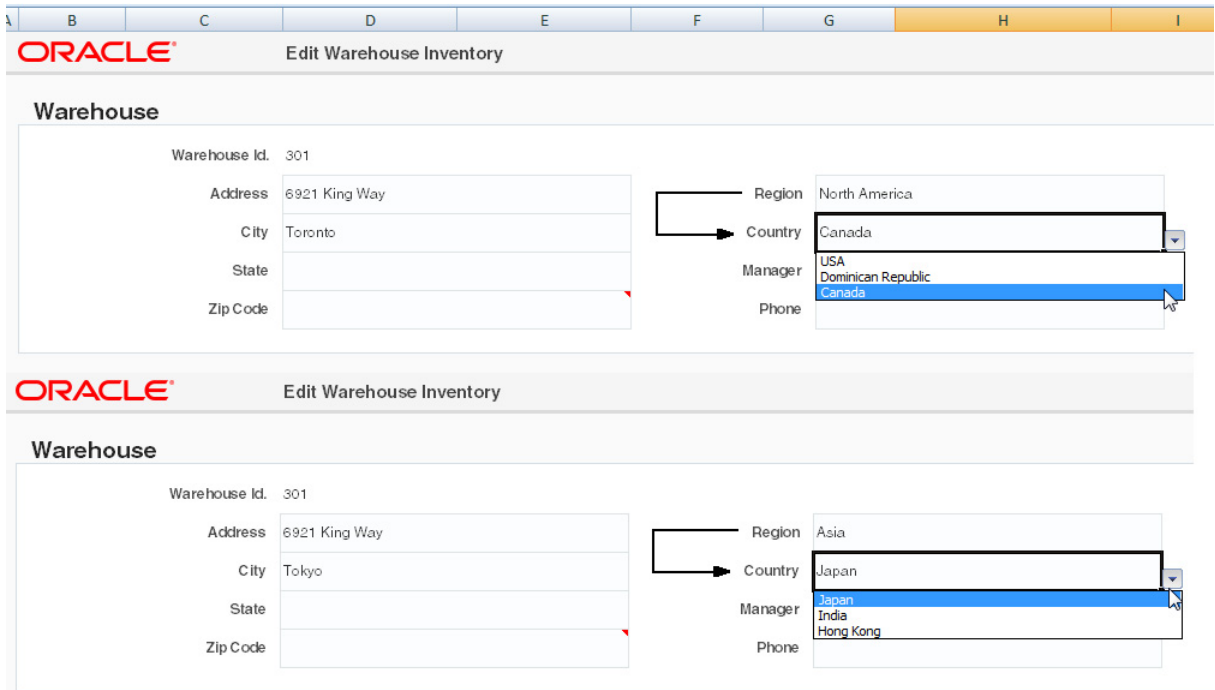 A B C D E F G H I
ORACLE® Edit Warehouse Inventory
Warehouse
Warehouse Id. 301
Address 6921 King Way Region North America
City Toronto Country Canada
State Manager
USA
Dominican Republic
Canada
Zip Code Phone
ORACLE® Edit Warehouse Inventory
Warehouse
Warehouse Id. 301
Address 6921 King Way Region Asia
City Tokyo Country Japan
State Manager
Japan
India
Hong Kong
Zip Code Phone